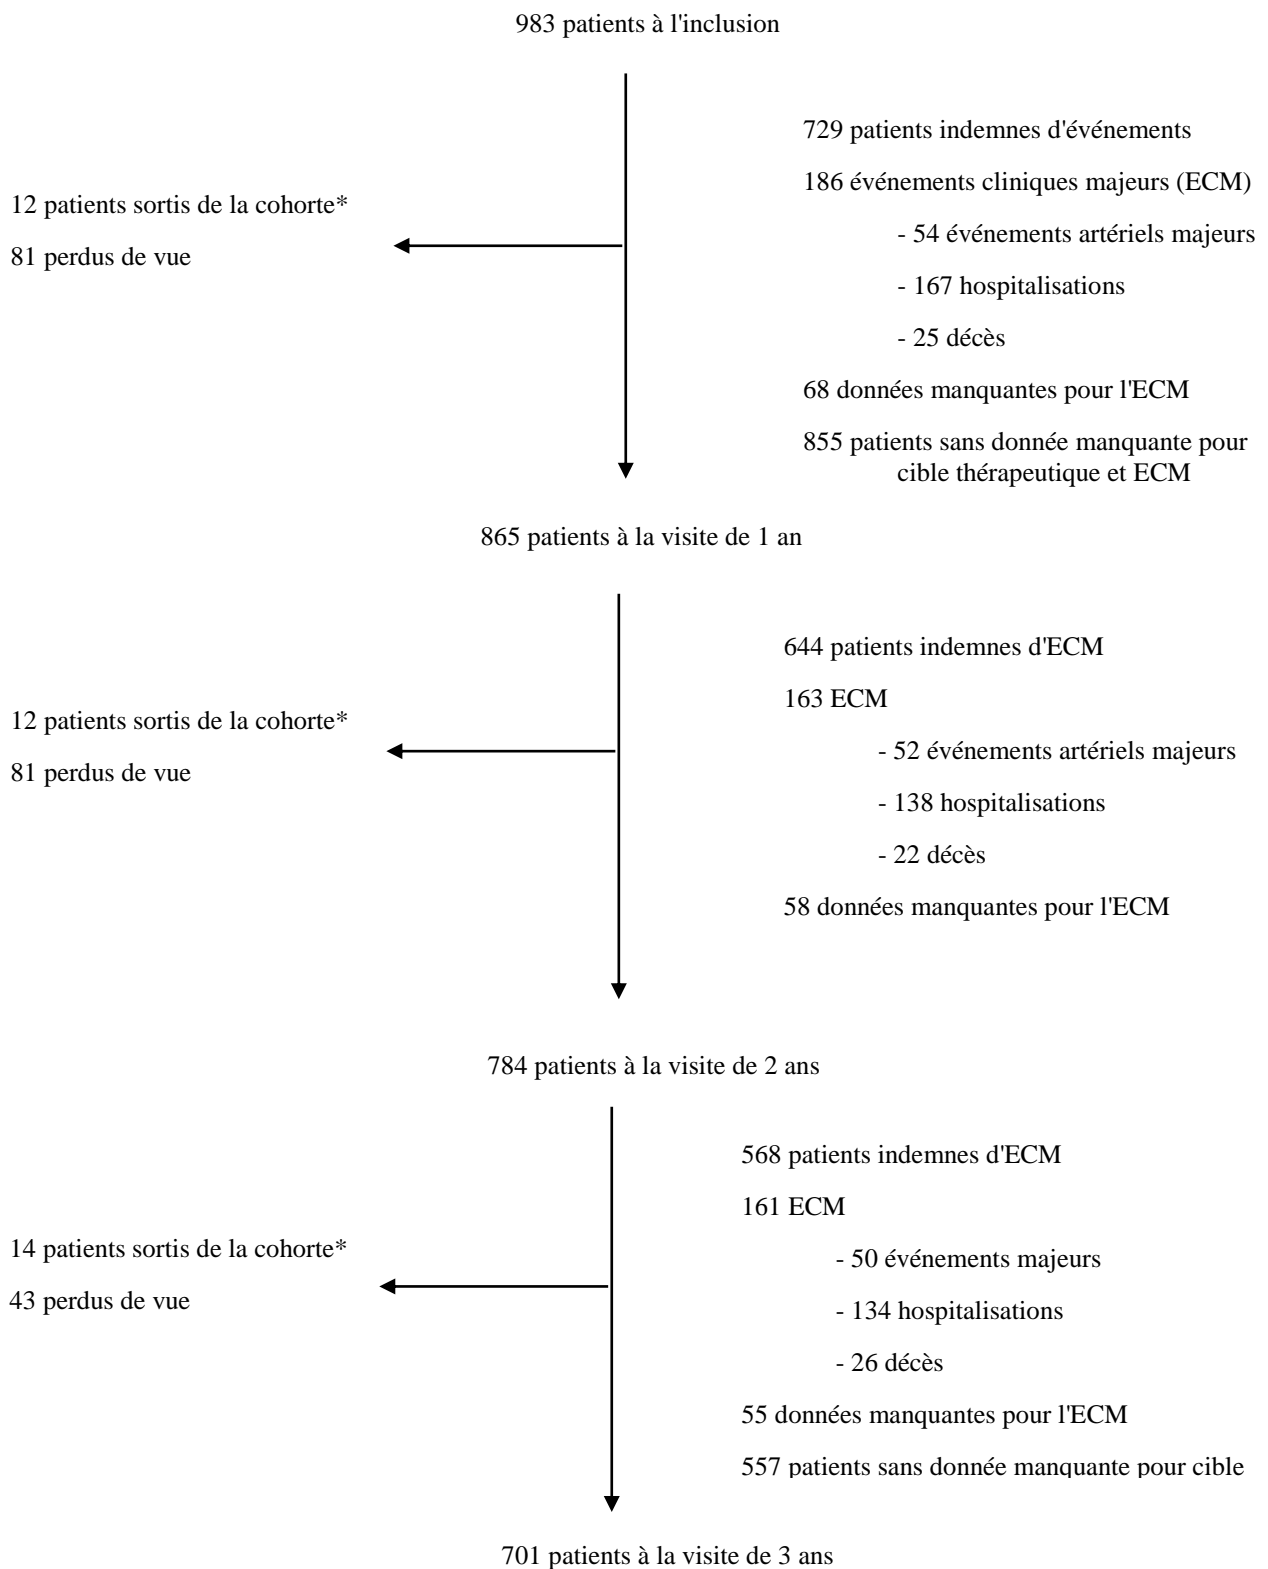 983 patients à l'inclusion
729 patients indemnes d'événements
186 événements cliniques majeurs (ECM)
12 patients sortis de la cohorte*
- 54 événements artériels majeurs
81 perdus de vue
- 167 hospitalisations
- 25 décès
68 données manquantes pour l'ECM
855 patients sans donnée manquante pour
cible thérapeutique et ECM
865 patients à la visite de 1 an
644 patients indemnes d'ECM
163 ECM
12 patients sortis de la cohorte*
- 52 événements artériels majeurs
81 perdus de vue
- 138 hospitalisations
- 22 décès
58 données manquantes pour l'ECM
784 patients à la visite de 2 ans
568 patients indemnes d'ECM
161 ECM
14 patients sortis de la cohorte*
- 50 événements majeurs
43 perdus de vue
- 134 hospitalisations
- 26 décès
55 données manquantes pour l'ECM
557 patients sans donnée manquante pour cible
701 patients à la visite de 3 ans